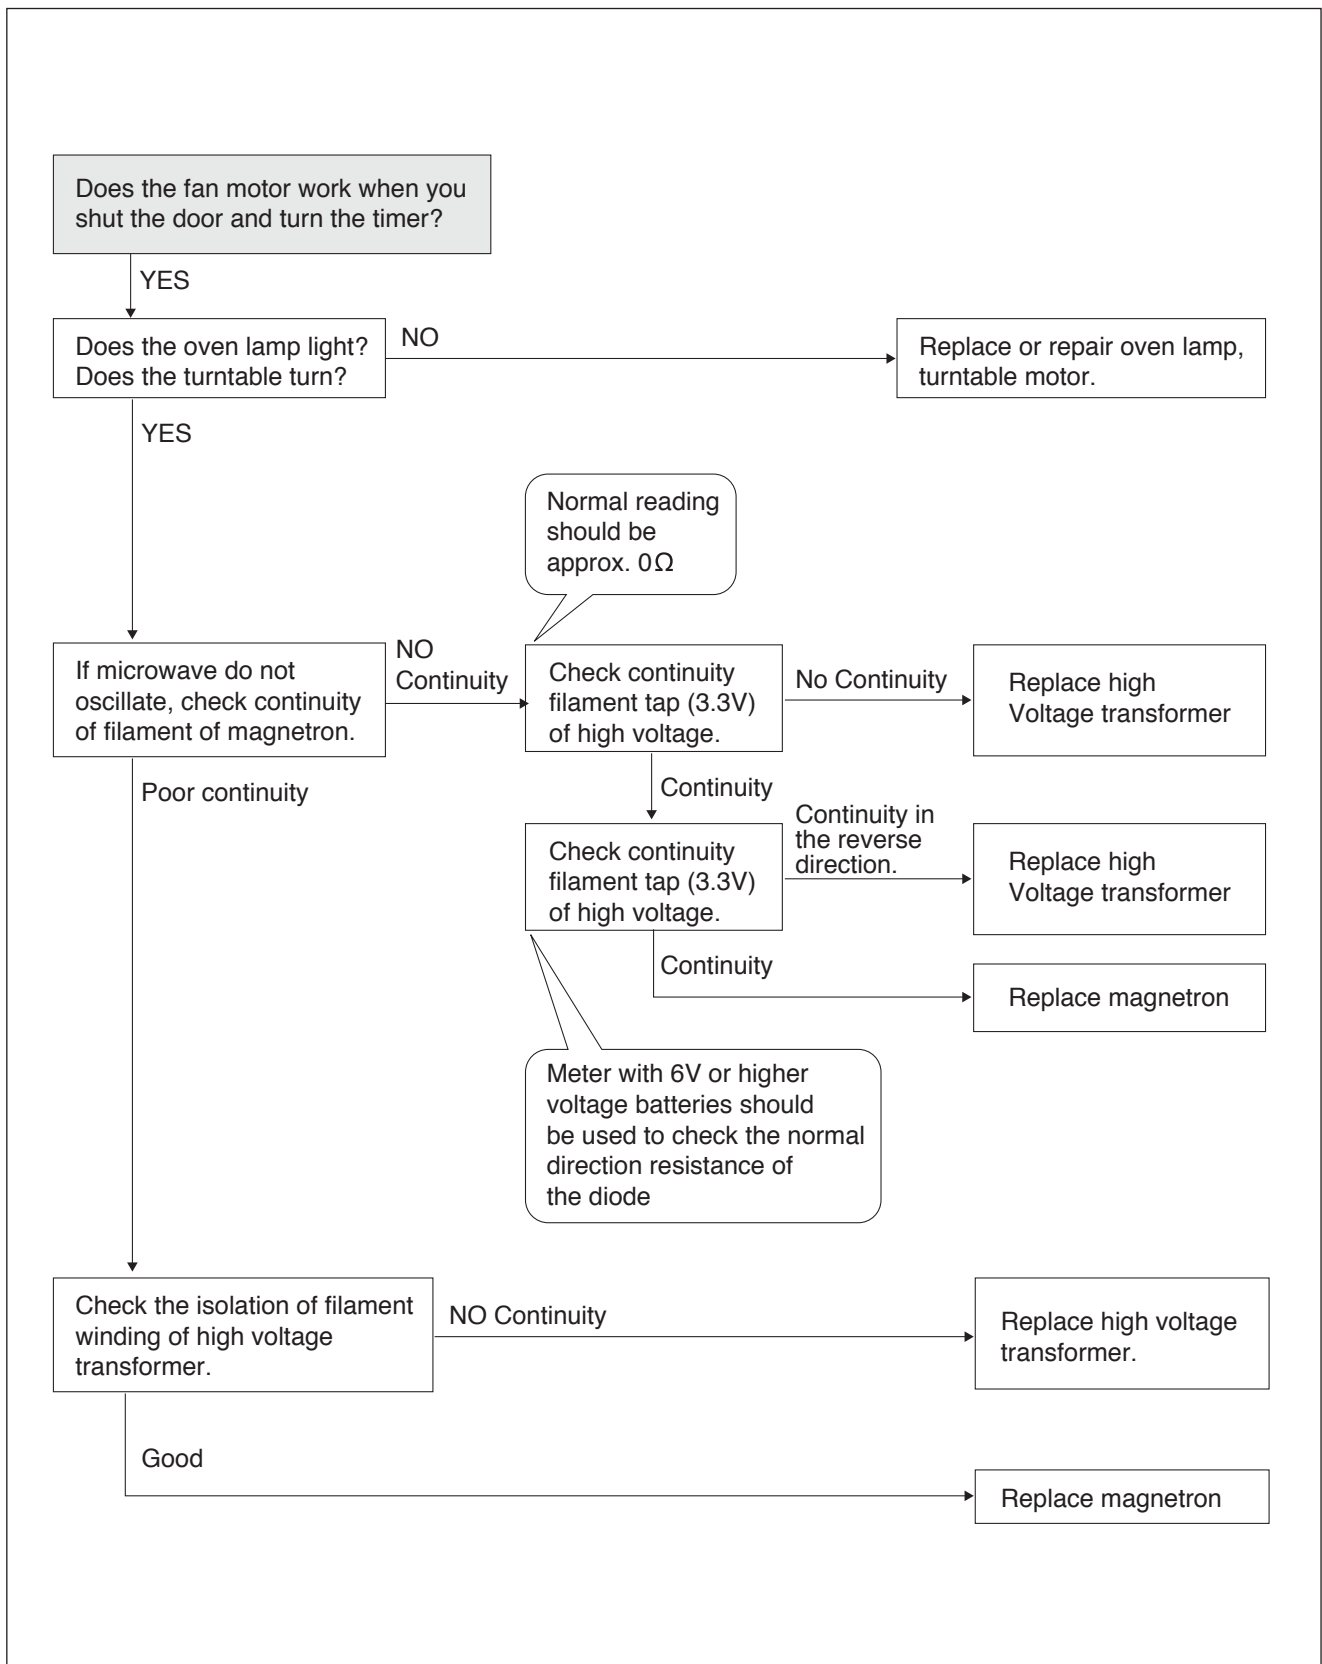 Does the fan motor work when you
shut the door and turn the timer?
YES
Does the oven lamp light?
Does the turntable turn?
NO
Replace or repair oven lamp,
turntable motor.
YES
Normal reading
should be
approx. 0Ω
If microwave do not
oscillate, check continuity
of filament of magnetron.
NO
Continuity
Check continuity
filament tap (3.3V)
of high voltage.
No Continuity
Replace high
Voltage transformer
Poor continuity
Continuity
Check continuity
filament tap (3.3V)
of high voltage.
Continuity in
the reverse
direction.
Replace high
Voltage transformer
Continuity
Replace magnetron
Meter with 6V or higher
voltage batteries should
be used to check the normal
direction resistance of
the diode
Check the isolation of filament
winding of high voltage
transformer.
NO Continuity
Replace high voltage
transformer.
Good
Replace magnetron